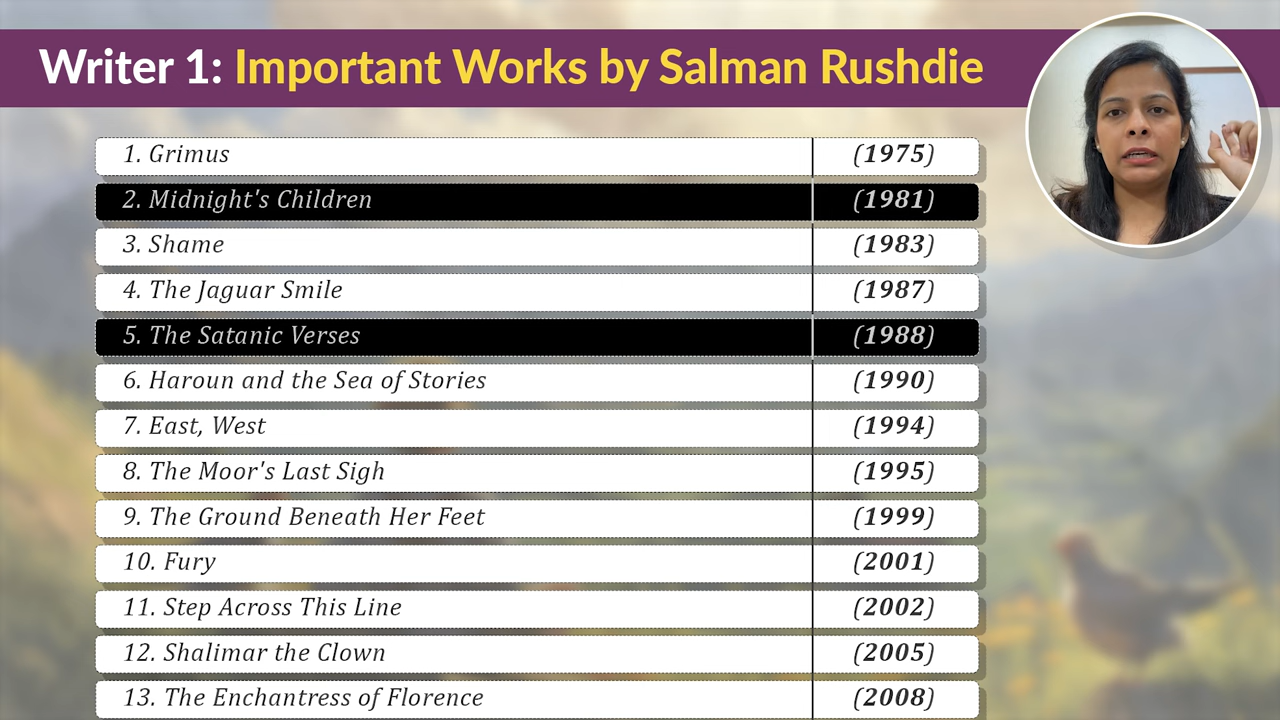 Writer 1: Important Works by Salman Rushdie
1. Grimus (1975)
2. Midnight's Children (1981)
3. Shame (1983)
4. The Jaguar Smile (1987)
5. The Satanic Verses (1988)
6. Haroun and the Sea of Stories (1990)
7. East, West (1994)
8. The Moor's Last Sigh (1995)
9. The Ground Beneath Her Feet (1999)
10. Fury (2001)
11. Step Across This Line (2002)
12. Shalimar the Clown (2005)
13. The Enchantress of Florence (2008)